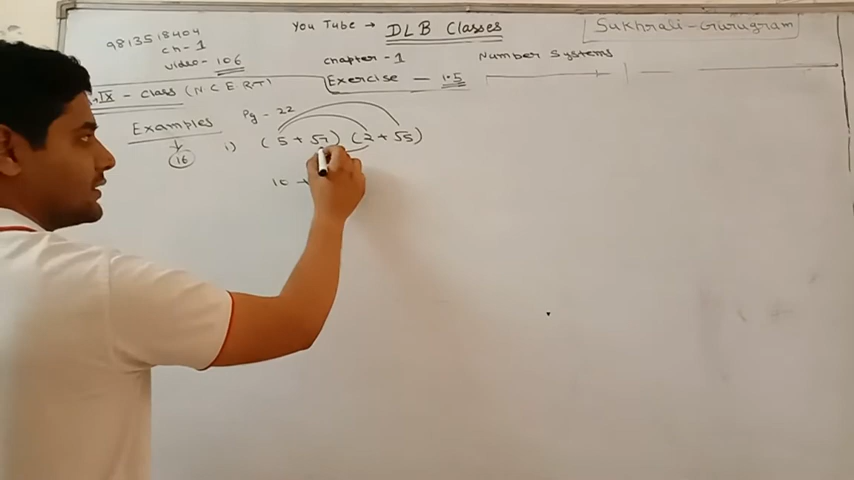 9813518404
You Tube → DLB Classes
Sukhrali - Gurugram
ch - 1
video - 106
chapter - 1
Number Systems
IX - class (NCERT)
Exercise - 1.5
Examples
Pg - 22
16
i) (5 + √7) (2 + √5)